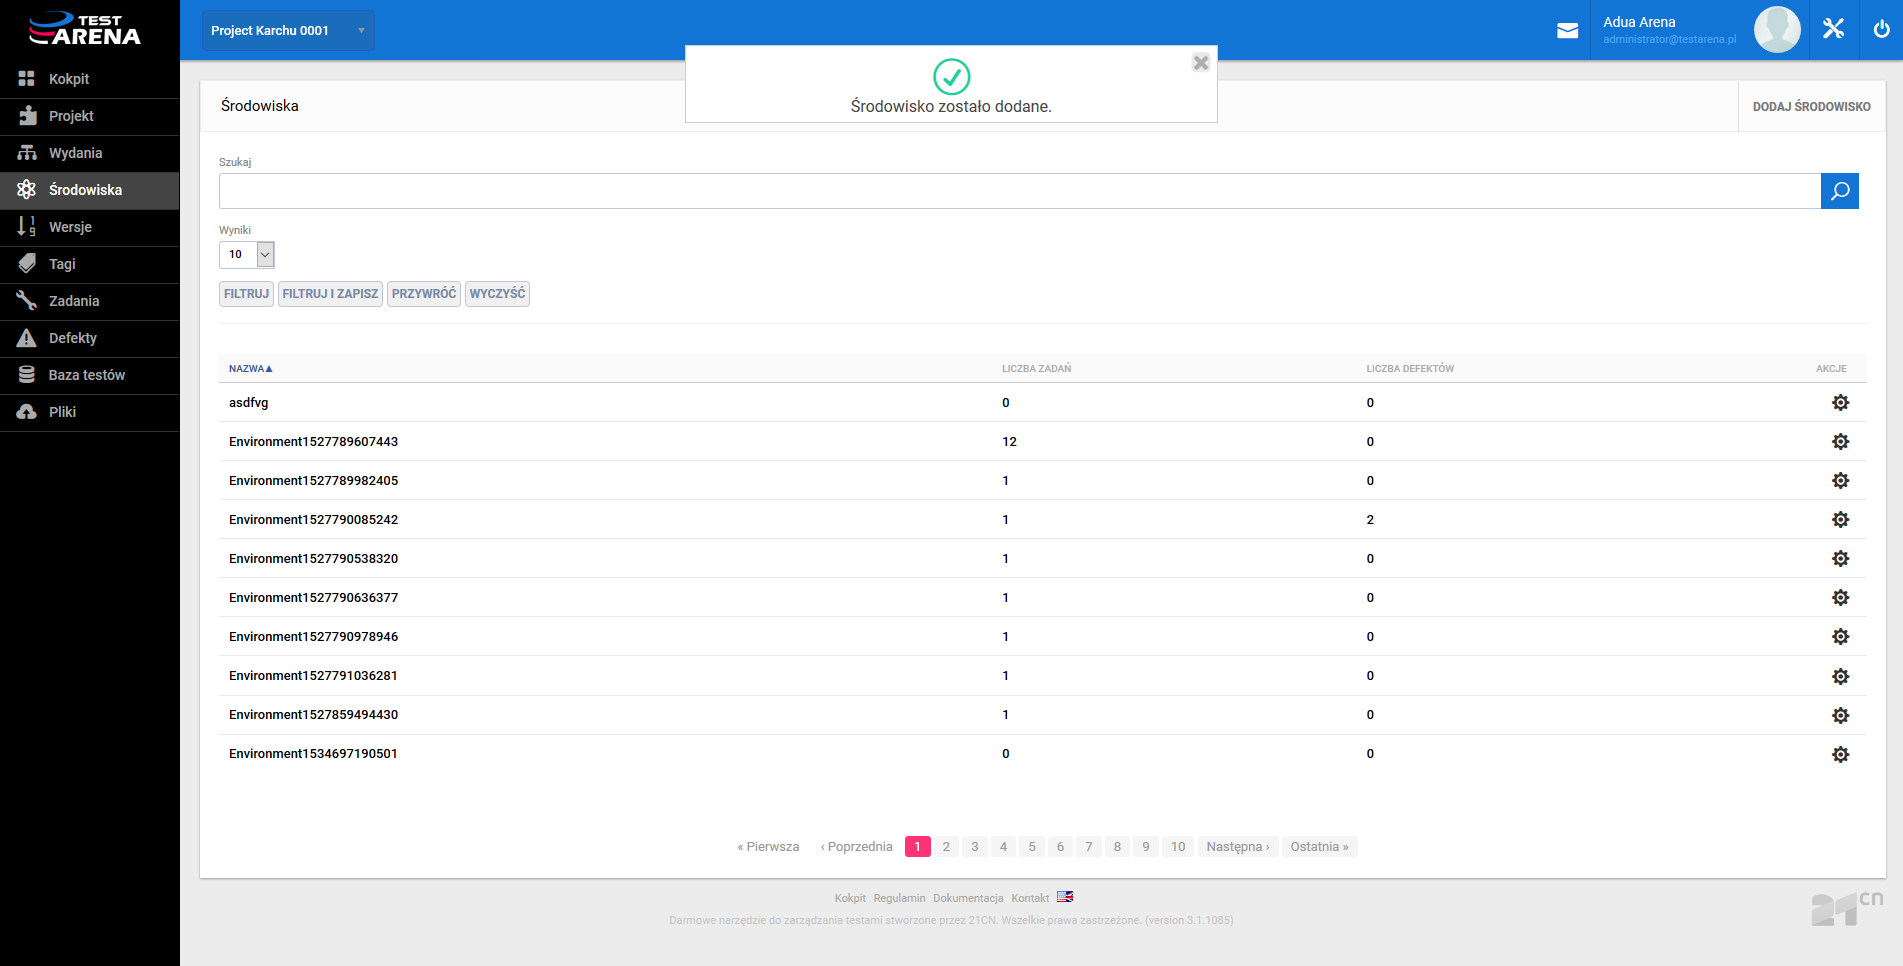 TEST
ARENA
Project Karchu 0001
Adua Arena
administrator@testarena.pl
Kokpit
Projekt
Wydania
Środowiska
Wersje
Tagi
Zadania
Defekty
Baza testów
Pliki
Środowisko zostało dodane.
Środowiska
DODAJ ŚRODOWISKO
Szukaj
Wyniki
10
FILTRUJ FILTRUJ I ZAPISZ PRZYWRÓĆ WYCZYŚĆ
NAZWA▲ LICZBA ZADAŃ LICZBA DEFEKTÓW AKCJE
asdfvg 0 0
Environment1527789607443 12 0
Environment1527789982405 1 0
Environment1527790085242 1 2
Environment1527790538320 1 0
Environment1527790636377 1 0
Environment1527790978946 1 0
Environment1527791036281 1 0
Environment1527859494430 1 0
Environment1534697190501 0 0
« Pierwsza ‹ Poprzednia 1 2 3 4 5 6 7 8 9 10 Następna › Ostatnia »
Kokpit Regulamin Dokumentacja Kontakt
Darmowe narzędzie do zarządzania testami stworzone przez 21CN. Wszelkie prawa zastrzeżone. (version 3.1.1085)
21cn